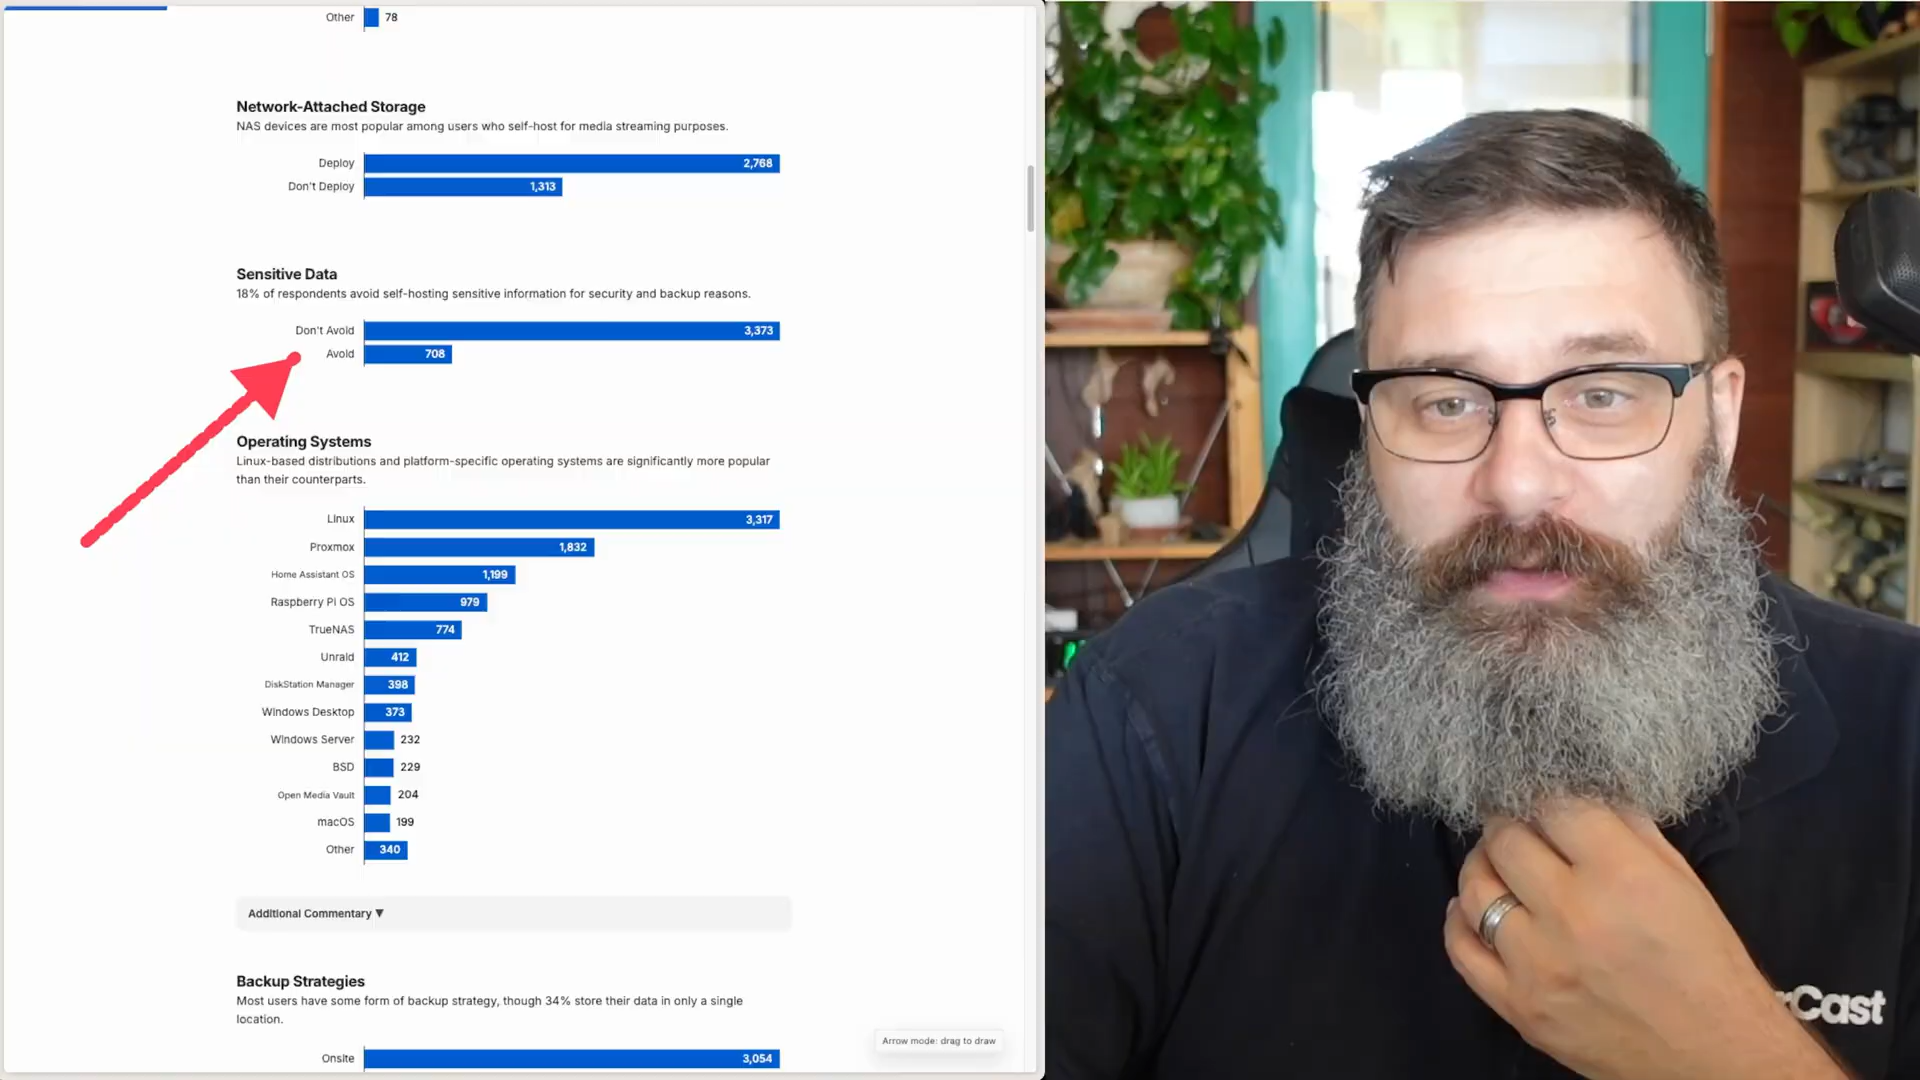 Other 78
Network-Attached Storage
NAS devices are most popular among users who self-host for media streaming purposes.
Deploy 2,768
Don't Deploy 1,313
Sensitive Data
18% of respondents avoid self-hosting sensitive information for security and backup reasons.
Don't Avoid 3,373
Avoid 708
Operating Systems
Linux-based distributions and platform-specific operating systems are significantly more popular
than their counterparts.
Linux 3,317
Proxmox 1,832
Home Assistant OS 1,199
Raspberry Pi OS 979
TrueNAS 774
Unraid 412
DiskStation Manager 398
Windows Desktop 373
Windows Server 232
BSD 229
Open Media Vault 204
macOS 199
Other 340
Additional Commentary ▼
Backup Strategies
Most users have some form of backup strategy, though 34% store their data in only a single
location.
Arrow mode: drag to draw
Onsite 3,054